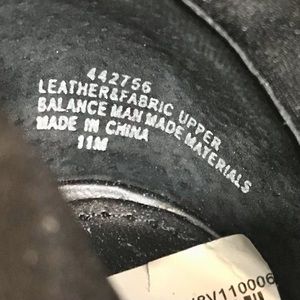 442756
LEATHER&FABRIC UPPER
BALANCE MAN MADE MATERIALS
MADE IN CHINA
11M